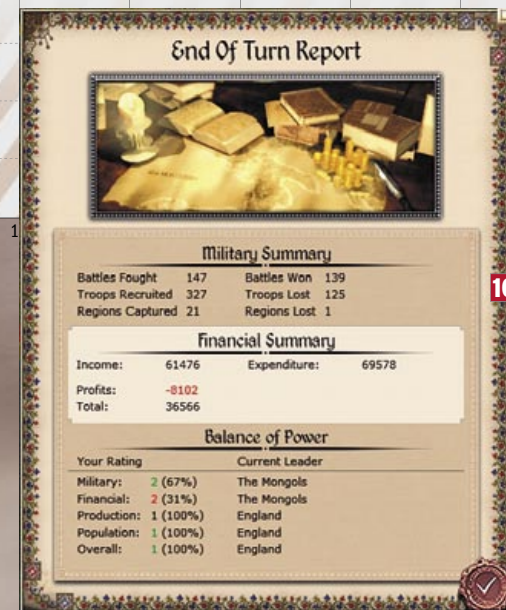 End Of Turn Report
1
Military Summary
Battles Fought 147 Battles Won 139
Troops Recruited 327 Troops Lost 125
Regions Captured 21 Regions Lost 1
10
Financial Summary
Income: 61476 Expenditure: 69578
Profits: -8102
Total: 36566
Balance of Power
Your Rating Current Leader
Military: 2 (67%) The Mongols
Financial: 2 (31%) The Mongols
Production: 1 (100%) England
Population: 1 (100%) England
Overall: 1 (100%) England